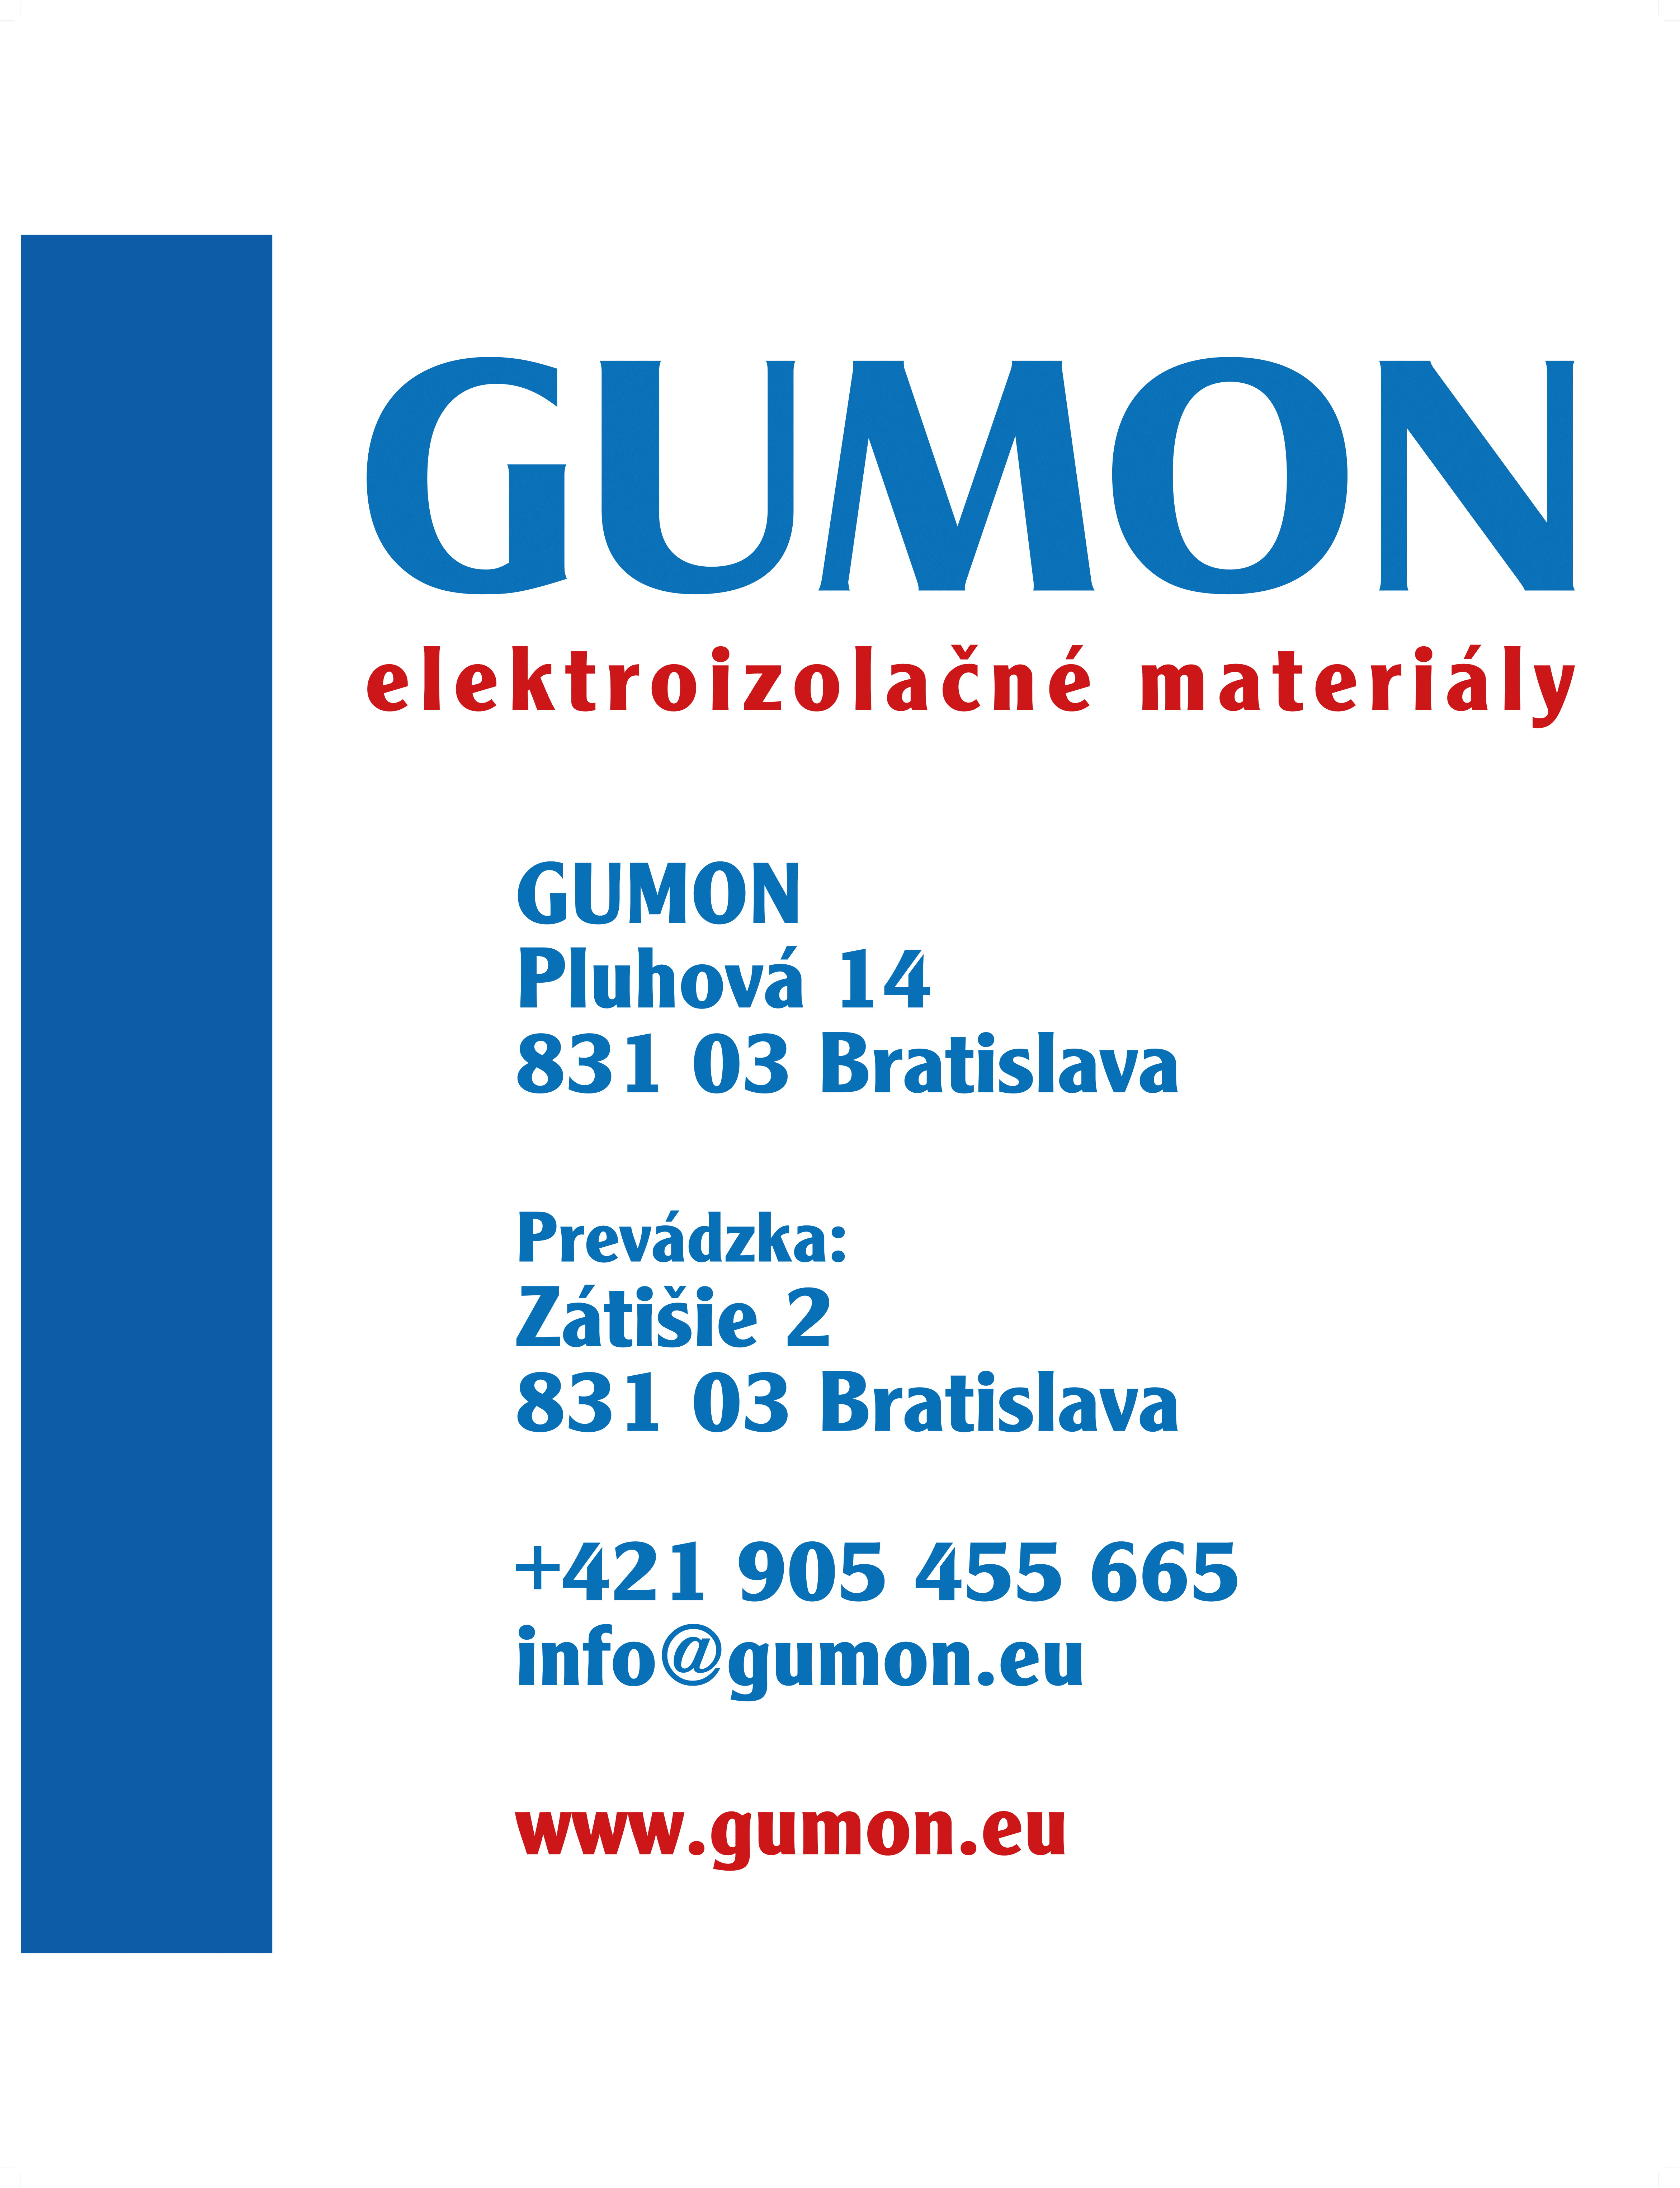 GUMON
elektroizolačné materiály
GUMON
Pluhová 14
831 03 Bratislava
Prevádzka:
Zátišie 2
831 03 Bratislava
+421 905 455 665
info@gumon.eu
www.gumon.eu